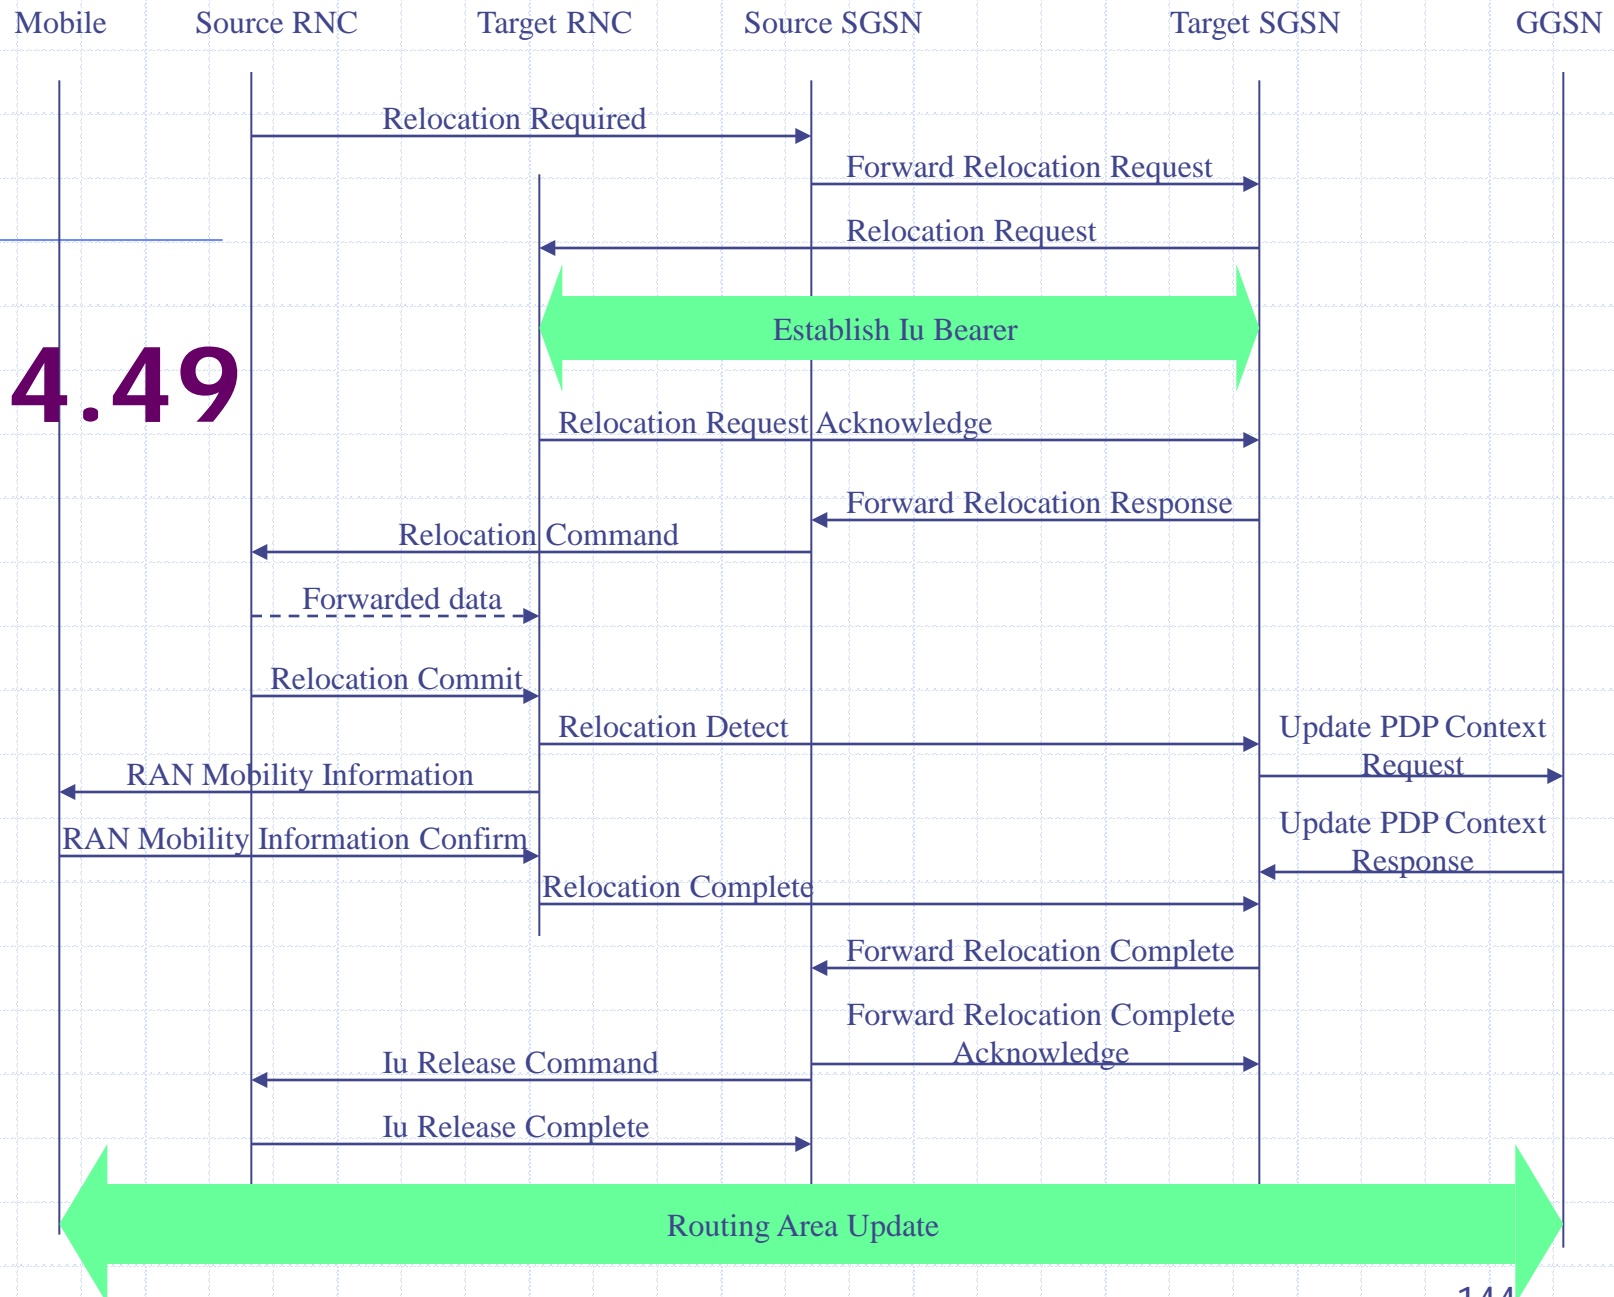 Mobile Source RNC Target RNC Source SGSN Target SGSN GGSN
Relocation Required
Forward Relocation Request
Relocation Request
Establish Iu Bearer
4.49
Relocation Request Acknowledge
Forward Relocation Response
Relocation Command
Forwarded data
Relocation Commit
Relocation Detect
Update PDP Context
Request
RAN Mobility Information
Update PDP Context
Response
RAN Mobility Information Confirm
Relocation Complete
Forward Relocation Complete
Forward Relocation Complete
Acknowledge
Iu Release Command
Iu Release Complete
Routing Area Update
144